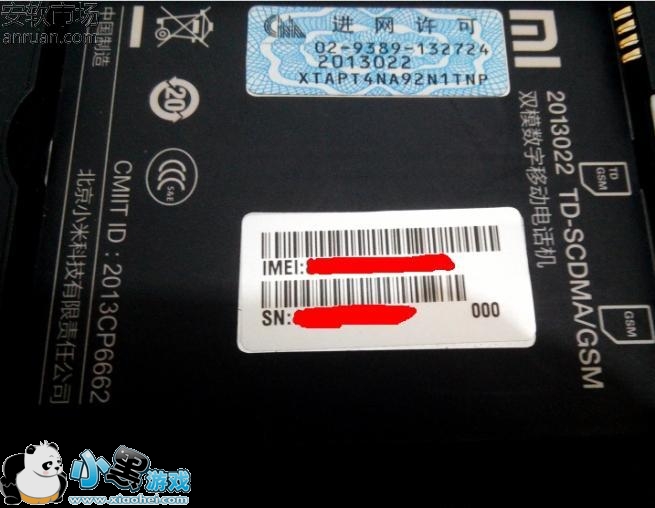 安软市场
anruan.com
中国制造
进网许可
02-9389-132724
2013022
XTAPT4NA92N1TNP
MI
20
CCC
S&E
2013022 TD-SCDMA/GSM
双模数字移动电话机
TD
GSM
GSM
CMIIT ID : 2013CP6662
北京小米科技有限责任公司
IMEI:
SN:
000
小黑游戏
www.xiaohei.com